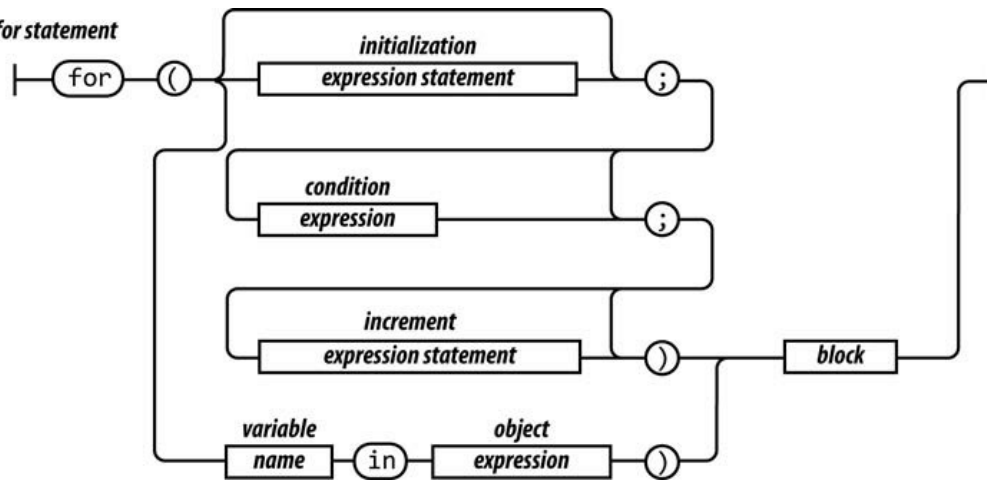 for statement
initialization
for ( expression statement ;
condition
expression ;
increment
expression statement ) block
variable object
name in expression )